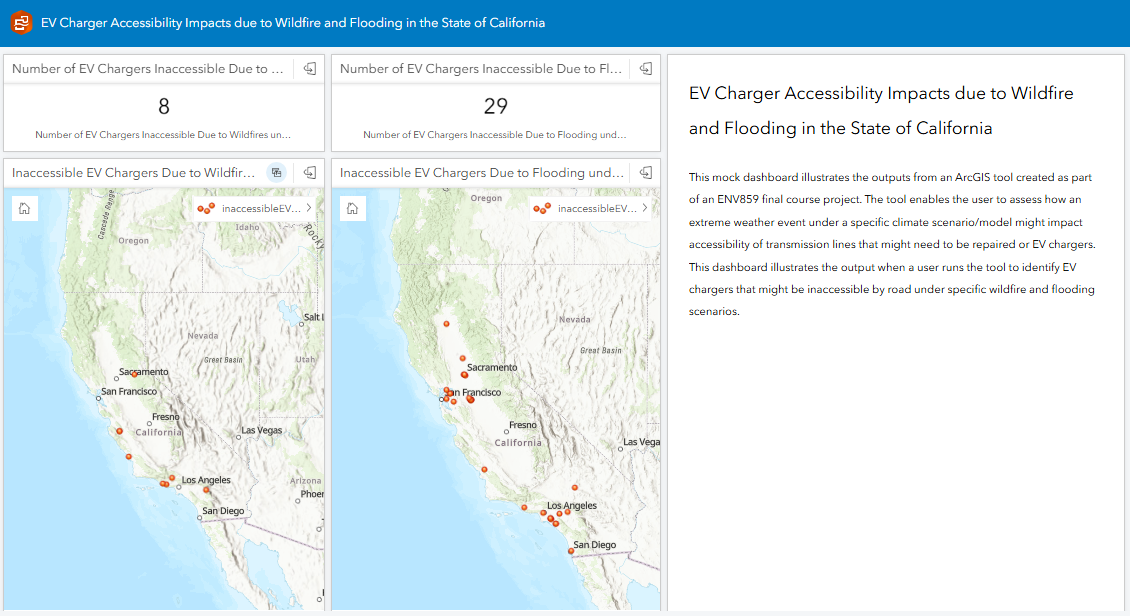 EV Charger Accessibility Impacts due to Wildfire and Flooding in the State of California
Number of EV Chargers Inaccessible Due to ...
8
Number of EV Chargers Inaccessible Due to Wildfires un...
Number of EV Chargers Inaccessible Due to Fl...
29
Number of EV Chargers Inaccessible Due to Flooding und...
Inaccessible EV Chargers Due to Wildfir...
inaccessibleEV...
Cascade Range
Oregon
Idaho
Rocky
Salt L
Nevada
Great Basin
Utah
Sacramento
San Francisco
Fresno
California
Las Vegas
Los Angeles
Arizona
Phoen
San Diego
Inaccessible EV Chargers Due to Flooding und...
Oregon
inaccessibleEV...
Nevada
Great Basin
Sacramento
San Francisco
Fresno
California
Las Vega
Los Angeles
San Diego
EV Charger Accessibility Impacts due to Wildfire
and Flooding in the State of California
This mock dashboard illustrates the outputs from an ArcGIS tool created as part
of an ENV859 final course project. The tool enables the user to assess how an
extreme weather event under a specific climate scenario/model might impact
accessibility of transmission lines that might need to be repaired or EV chargers.
This dashboard illustrates the output when a user runs the tool to identify EV
chargers that might be inaccessible by road under specific wildfire and flooding
scenarios.